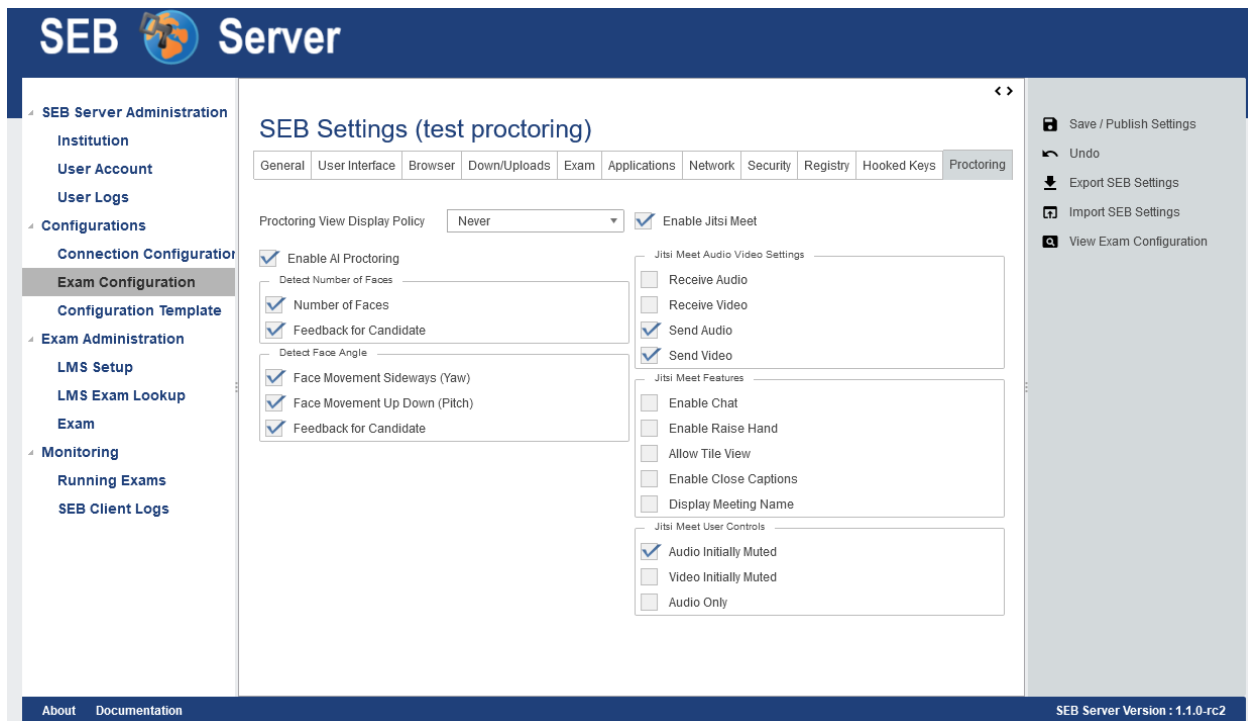 SEB Server
SEB Server Administration
Institution
User Account
User Logs
Configurations
Connection Configuration
Exam Configuration
Configuration Template
Exam Administration
LMS Setup
LMS Exam Lookup
Exam
Monitoring
Running Exams
SEB Client Logs
SEB Settings (test proctoring)
General User Interface Browser Down/Uploads Exam Applications Network Security Registry Hooked Keys Proctoring
Proctoring View Display Policy Never Enable Jitsi Meet
Enable AI Proctoring
Detect Number of Faces
Number of Faces
Feedback for Candidate
Detect Face Angle
Face Movement Sideways (Yaw)
Face Movement Up Down (Pitch)
Feedback for Candidate
Jitsi Meet Audio Video Settings
Receive Audio
Receive Video
Send Audio
Send Video
Jitsi Meet Features
Enable Chat
Enable Raise Hand
Allow Tile View
Enable Close Captions
Display Meeting Name
Jitsi Meet User Controls
Audio Initially Muted
Video Initially Muted
Audio Only
Save / Publish Settings
Undo
Export SEB Settings
Import SEB Settings
View Exam Configuration
About Documentation
SEB Server Version : 1.1.0-rc2